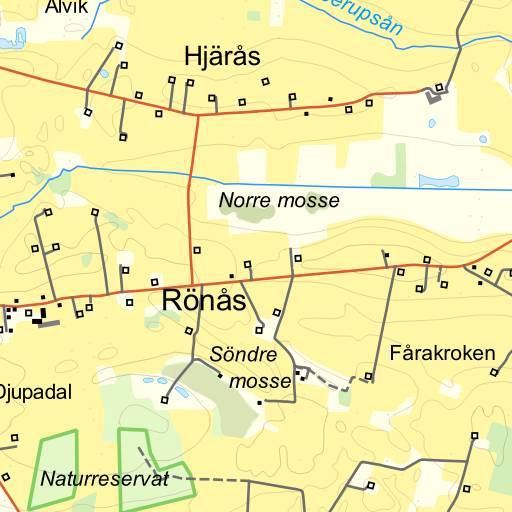 Alvik
Hjärås
Norre mosse
Rönås
Söndre
mosse
Fårakroken
Djupadal
Naturreservat